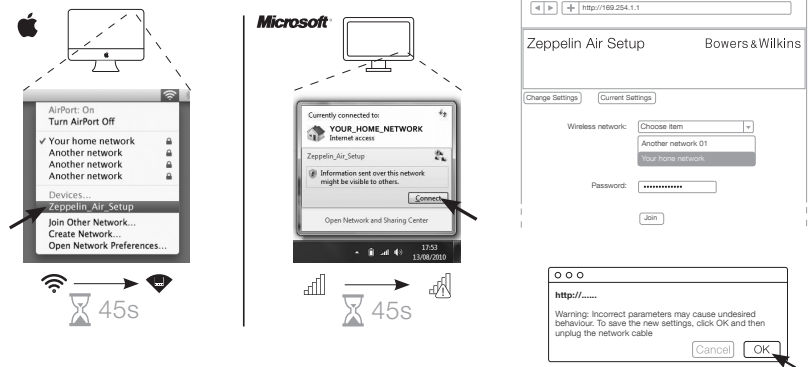 AirPort: On
Turn AirPort Off
Your home network
Another network
Another network
Another network
Devices...
Zeppelin_Air_Setup
Join Other Network...
Create Network...
Open Network Preferences...
45s
Microsoft
Currently connected to:
YOUR_HOME_NETWORK
Internet access
Zeppelin_Air_Setup
Information sent over this network
might be visible to others.
Connect
Open Network and Sharing Center
17:53
13/08/2010
45s
http://169.254.1.1
Zeppelin Air Setup
Bowers & Wilkins
Change Settings
Current Settings
Wireless network:
Choose item
Another network 01
Your hone network
Password:
••••••••••••
Join
http://......
Warning: Incorrect parameters may cause undesired
behaviour. To save the new settings, click OK and then
unplug the network cable
Cancel
OK